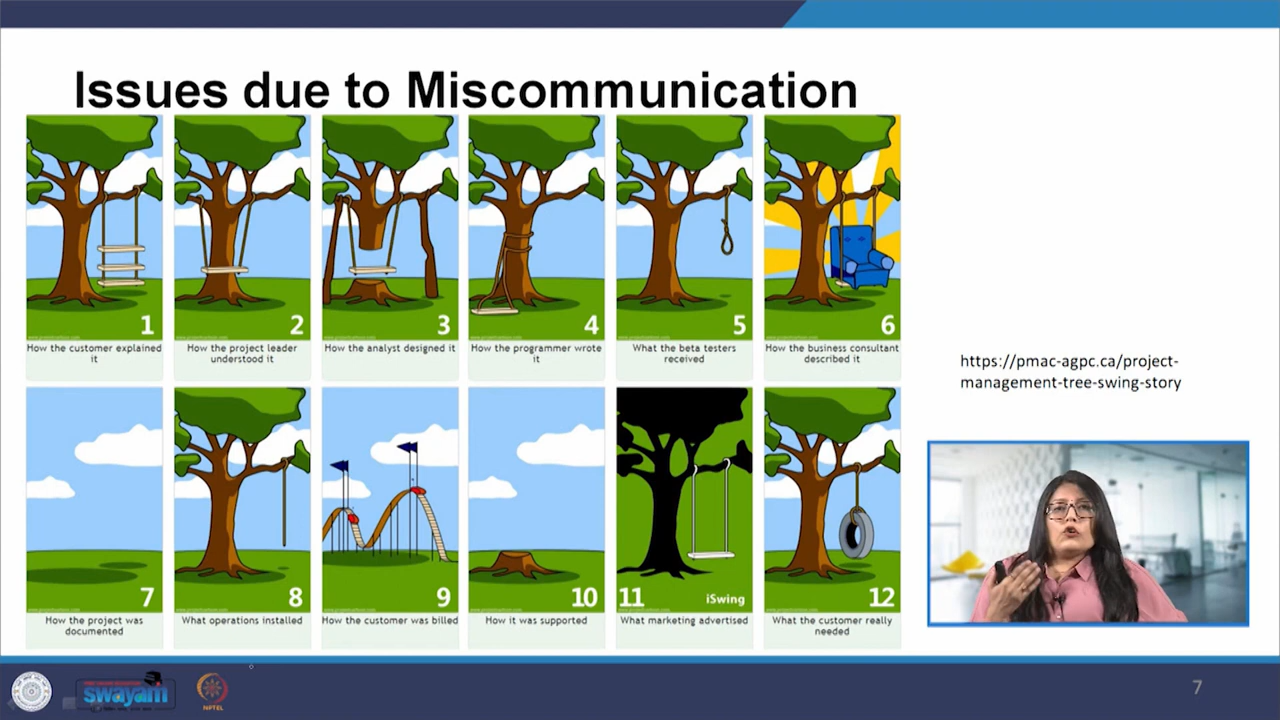 Issues due to Miscommunication
1
How the customer explained
it
2
How the project leader
understood it
3
How the analyst designed it
4
How the programmer wrote
it
5
What the beta testers
received
6
How the business consultant
described it
7
How the project was
documented
8
What operations installed
9
How the customer was billed
10
How it was supported
11
iSwing
What marketing advertised
12
What the customer really
needed
https://pmac-agpc.ca/project-
management-tree-swing-story
swayam
NPTEL
7